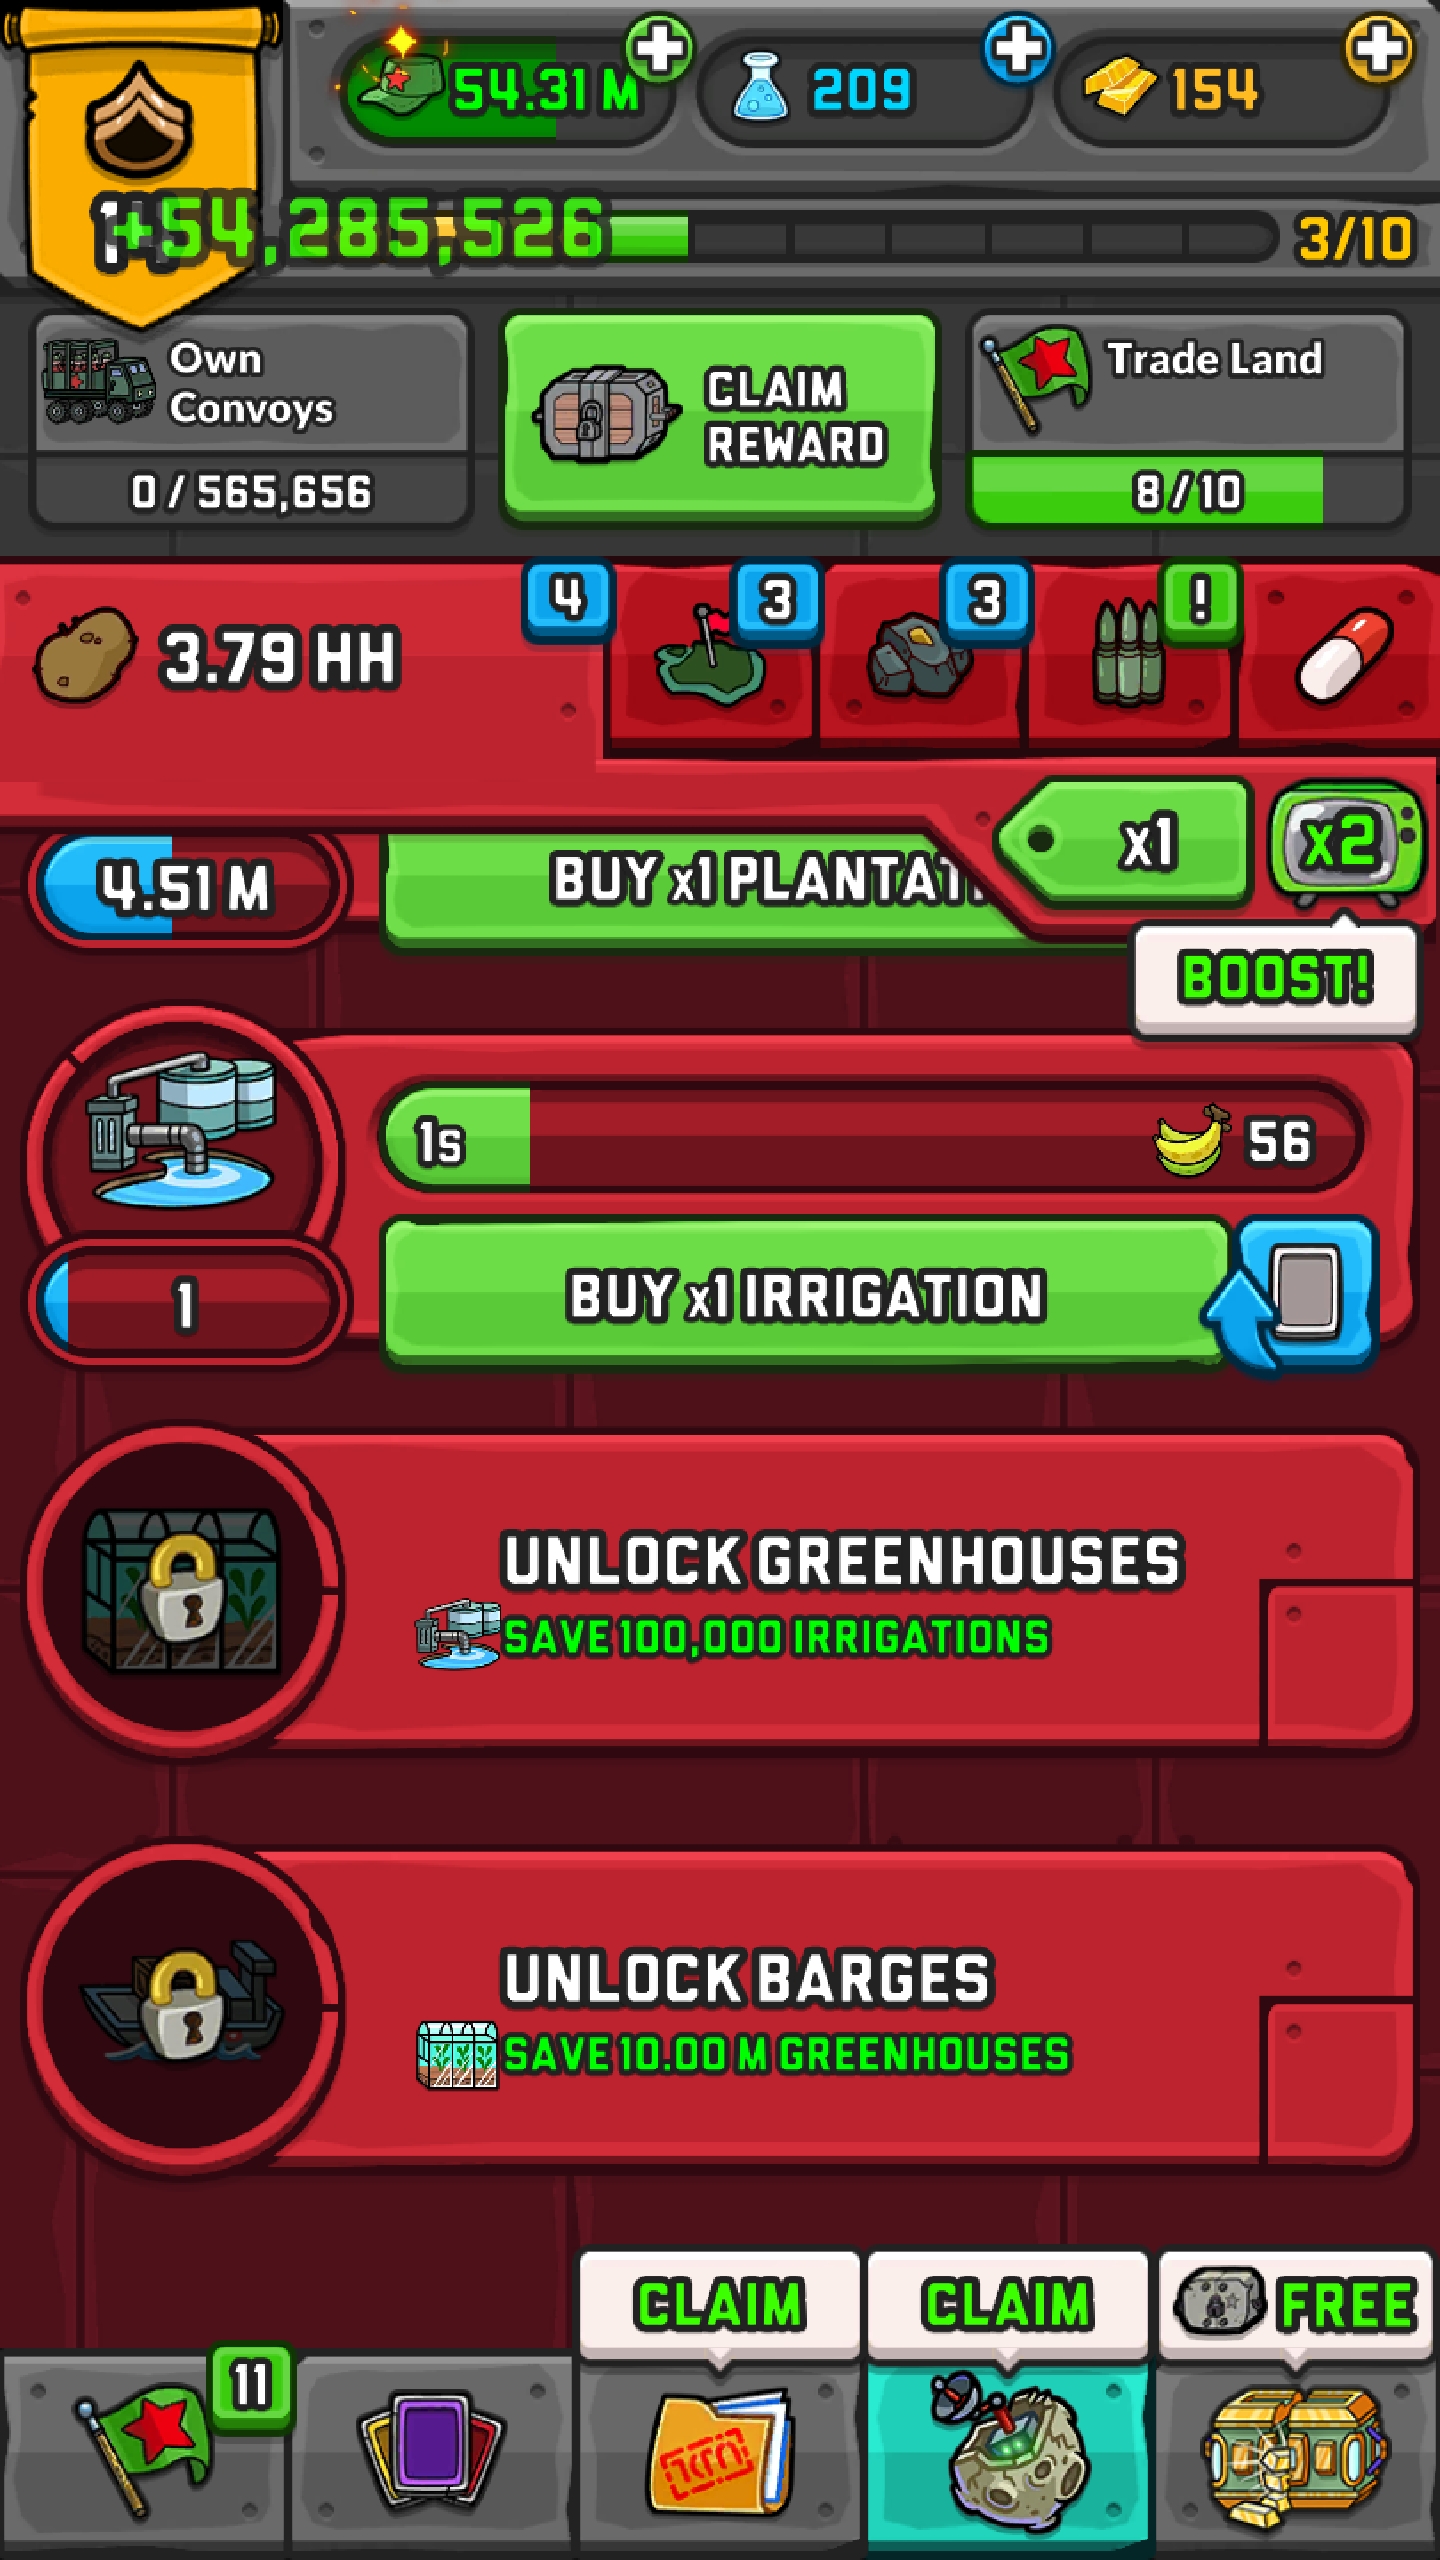 54.31 M
209
154
+54,285,526
3/10
Own
Convoys
0 / 565,656
CLAIM
REWARD
Trade Land
8 / 10
3.79 HH
4
3
3
!
x1
x2
4.51 M
BUY x1 PLANTATI
BOOST!
1s
56
1
BUY x1 IRRIGATION
UNLOCK GREENHOUSES
SAVE 100,000 IRRIGATIONS
UNLOCK BARGES
SAVE 10.00 M GREENHOUSES
CLAIM
CLAIM
FREE
11